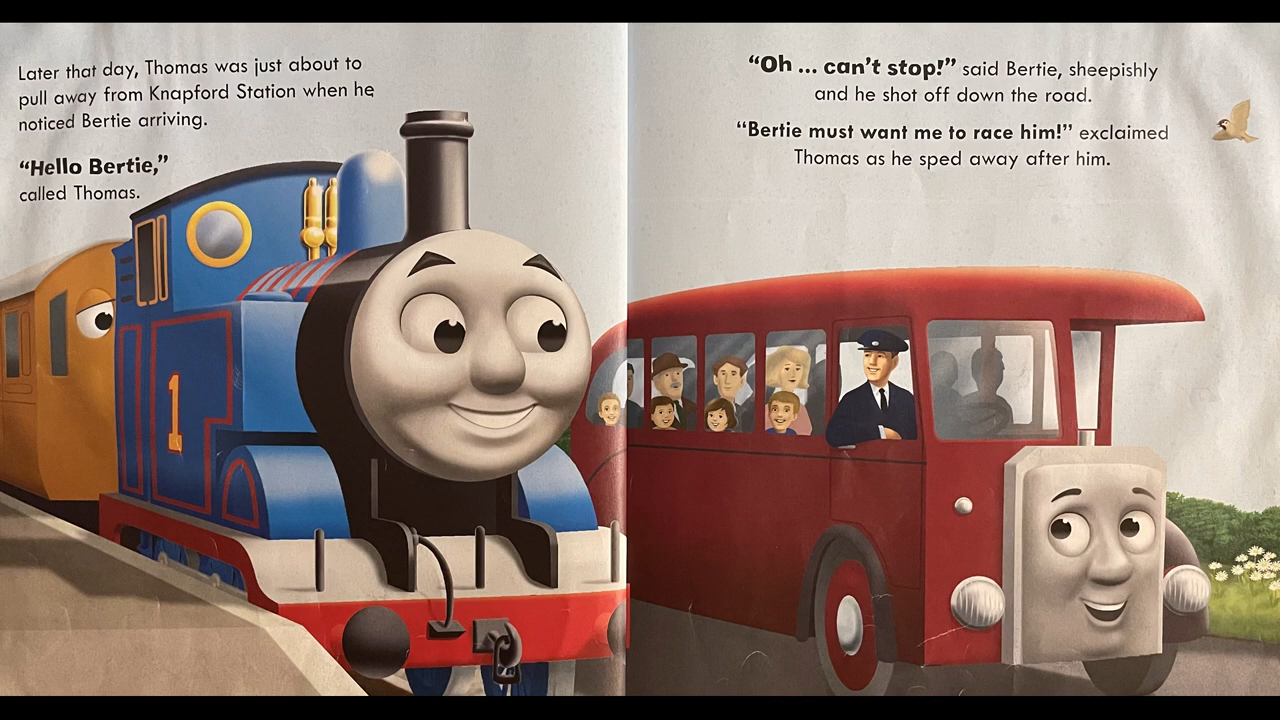 Later that day, Thomas was just about to
pull away from Knapford Station when he
noticed Bertie arriving.
“Hello Bertie,”
called Thomas.
1
“Oh ... can’t stop!” said Bertie, sheepishly
and he shot off down the road.
“Bertie must want me to race him!” exclaimed
Thomas as he sped away after him.